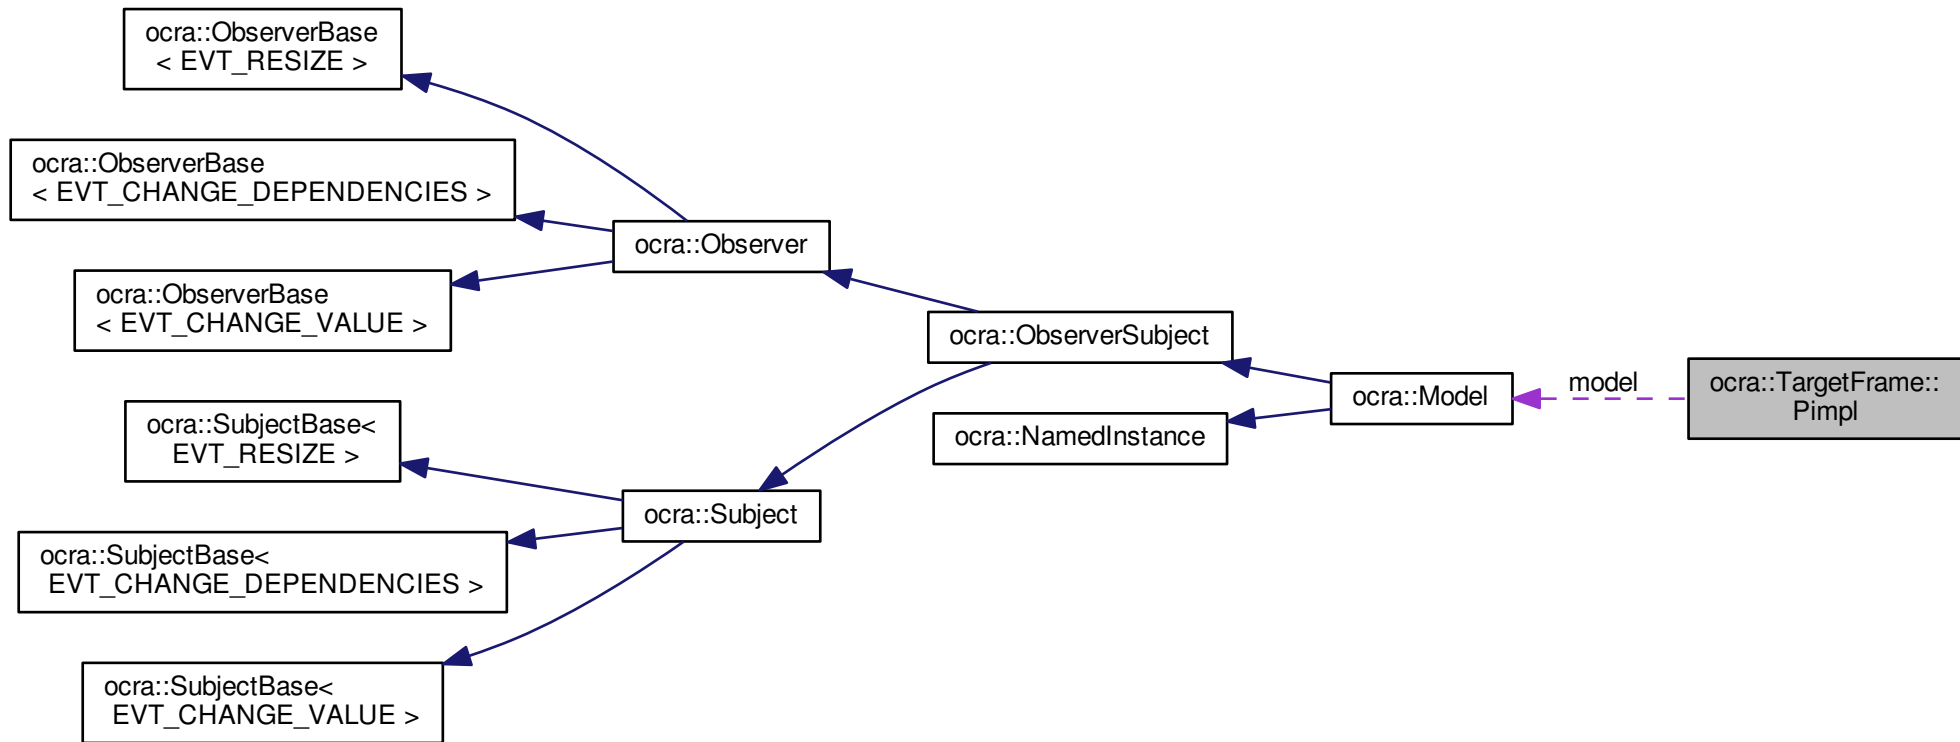 ocra::ObserverBase
< EVT_RESIZE >
ocra::ObserverBase
< EVT_CHANGE_DEPENDENCIES >
ocra::ObserverBase
< EVT_CHANGE_VALUE >
ocra::SubjectBase<
EVT_RESIZE >
ocra::SubjectBase<
EVT_CHANGE_DEPENDENCIES >
ocra::SubjectBase<
EVT_CHANGE_VALUE >
ocra::Observer
ocra::Subject
ocra::ObserverSubject
ocra::NamedInstance
ocra::Model
model
ocra::TargetFrame::
Pimpl